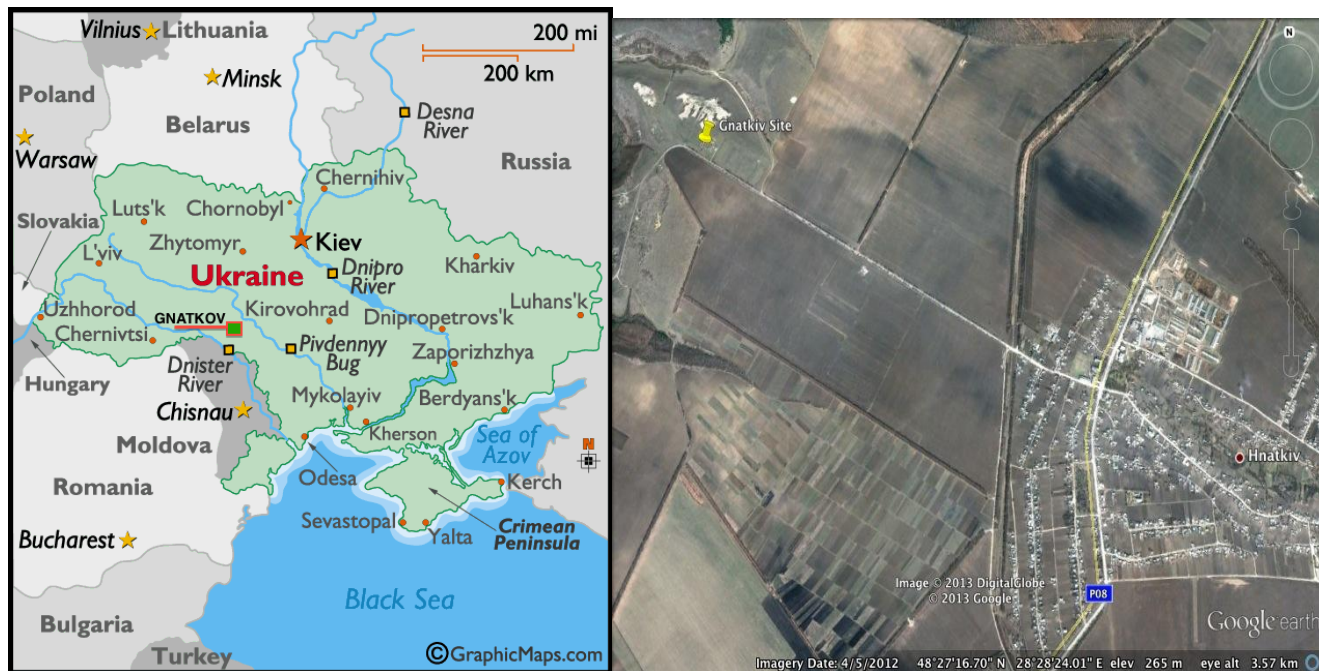 Vilnius
Lithuania
200 mi
200 km
Minsk
Poland
Belarus
Desna
River
Warsaw
Russia
Chernihiv
Slovakia
Luts'k
Chornobyl
Zhytomyr
Kiev
L'viv
Ukraine
Dnipro
River
Kharkiv
Uzhhorod
GNATKOV
Kirovohrad
Luhans'k
Chernivtsi
Dnipropetrovs'k
Pivdennyy
Bug
Dnister
River
Zaporizhzhya
Hungary
Chisnau
Mykolayiv
Berdyans'k
Moldova
Kherson
Sea of
Azov
N
Odesa
Kerch
Romania
Sevastopal
Yalta
Crimean
Peninsula
Bucharest
Black Sea
Bulgaria
Turkey
©GraphicMaps.com
N
Gnatkiv Site
Hnatkiv
Image © 2013 DigitalGlobe
© 2013 Google
P08
Google earth
Imagery Date: 4/5/2012 48°27'16.70" N 28°28'24.01" E elev 265 m eye alt 3.57 km